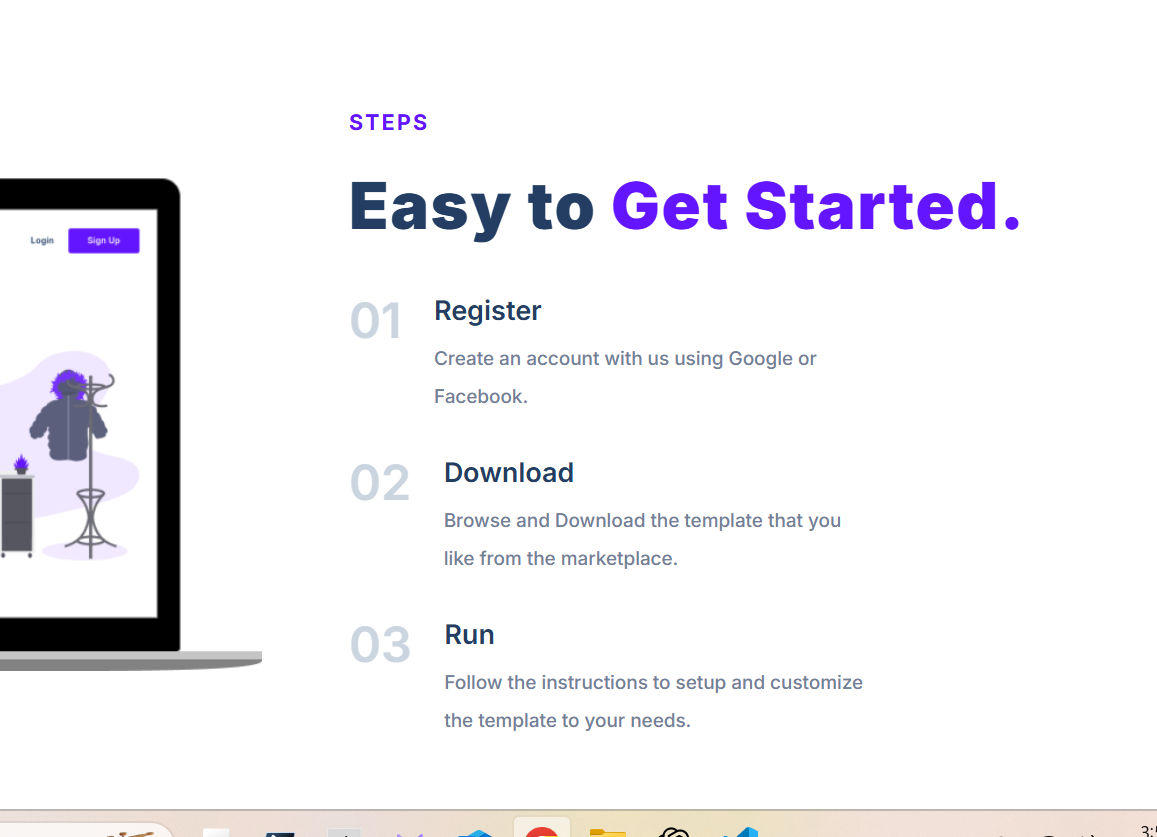 STEPS
Easy to Get Started.
Login
Sign Up
01
Register
Create an account with us using Google or
Facebook.
02
Download
Browse and Download the template that you
like from the marketplace.
03
Run
Follow the instructions to setup and customize
the template to your needs.